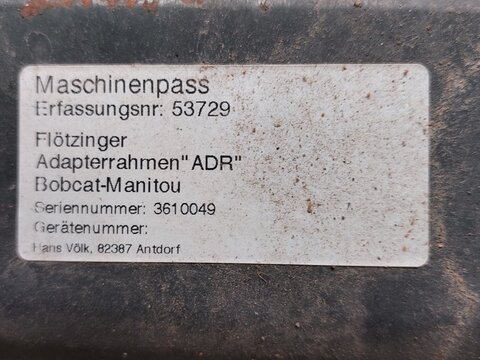 Maschinenpass
Erfassungsnr: 53729
Flötzinger
Adapterrahmen"ADR"
Bobcat-Manitou
Seriennummer: 3610049
Gerätenummer:
Hans Völk, 82387 Antdorf